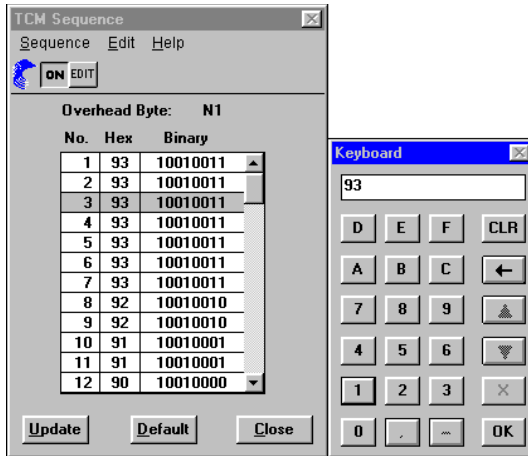 TCM Sequence
Sequence Edit Help
ON EDIT
Overhead Byte: N1
No. Hex Binary
1 93 10010011
2 93 10010011
3 93 10010011
4 93 10010011
5 93 10010011
6 93 10010011
7 93 10010011
8 92 10010010
9 92 10010010
10 91 10010001
11 91 10010001
12 90 10010000
Update Default Close
Keyboard
93
D E F CLR
A B C ←
7 8 9
4 5 6
1 2 3 X
0 , OK